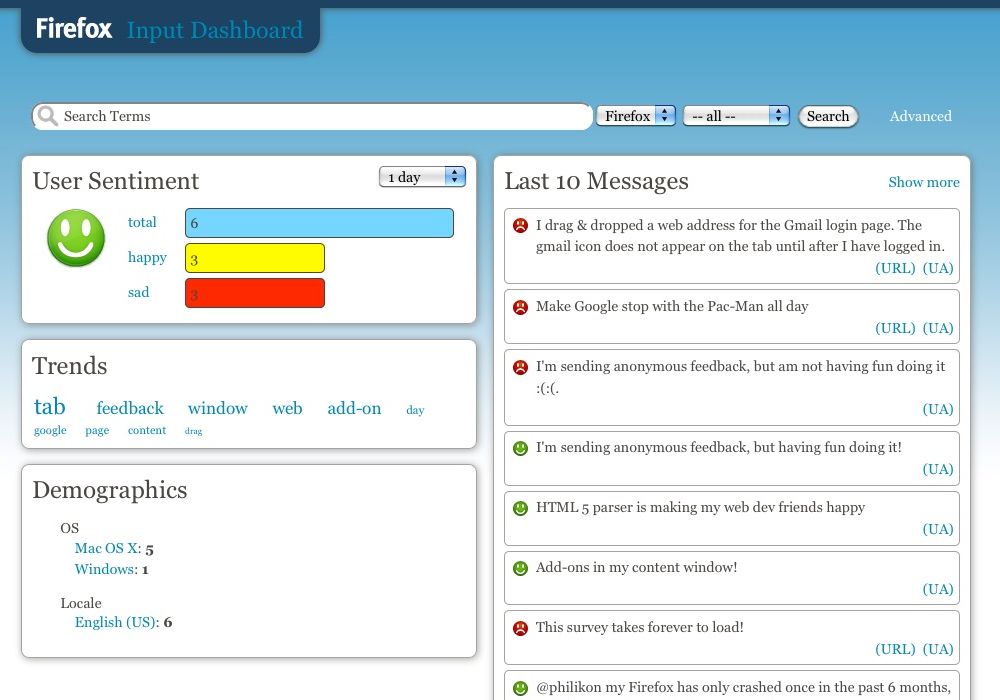 Firefox Input Dashboard
Search Terms
Firefox
-- all --
Search
Advanced
User Sentiment
1 day
total
6
happy
3
sad
3
Trends
tab feedback window web add-on day
google page content drag
Demographics
OS
Mac OS X: 5
Windows: 1
Locale
English (US): 6
Last 10 Messages
Show more
I drag & dropped a web address for the Gmail login page. The
gmail icon does not appear on the tab until after I have logged in.
(URL) (UA)
Make Google stop with the Pac-Man all day
(URL) (UA)
I'm sending anonymous feedback, but am not having fun doing it
:(:(.
(UA)
I'm sending anonymous feedback, but having fun doing it!
(UA)
HTML 5 parser is making my web dev friends happy
(UA)
Add-ons in my content window!
(UA)
This survey takes forever to load!
(URL) (UA)
@philikon my Firefox has only crashed once in the past 6 months,